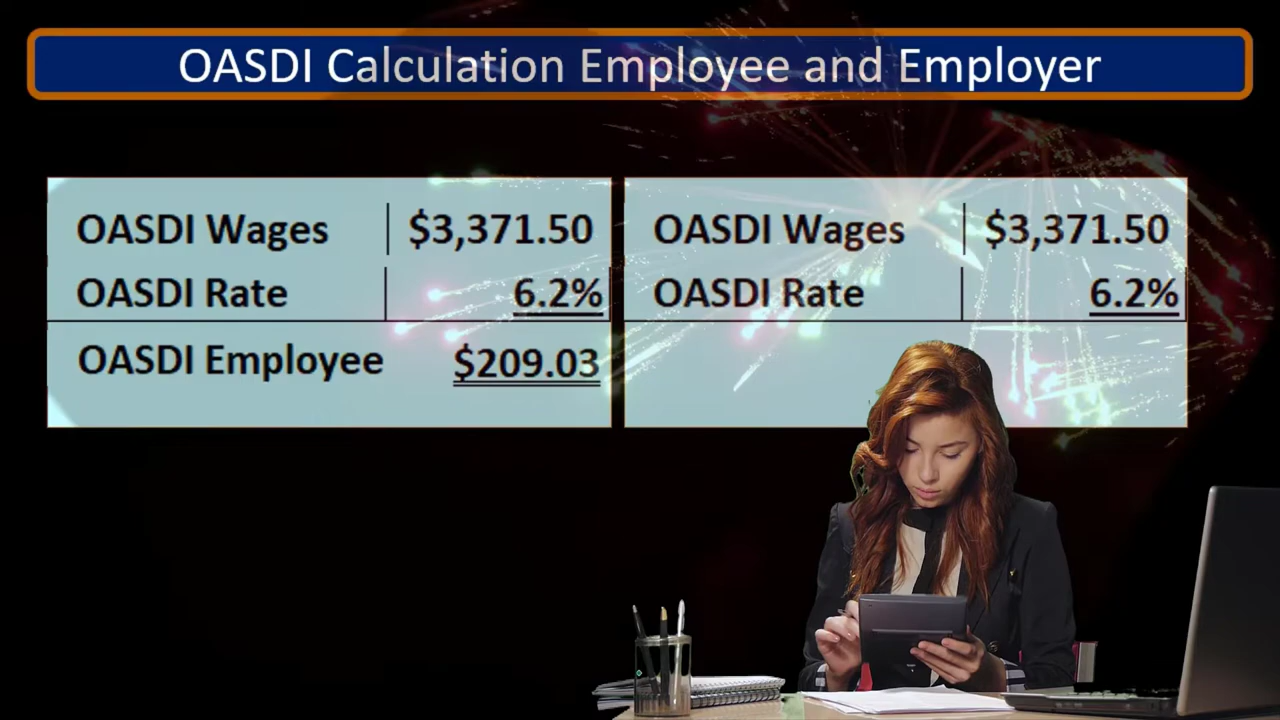 OASDI Calculation Employee and Employer
OASDI Wages $3,371.50
OASDI Rate 6.2%
OASDI Employee $209.03
OASDI Wages $3,371.50
OASDI Rate 6.2%